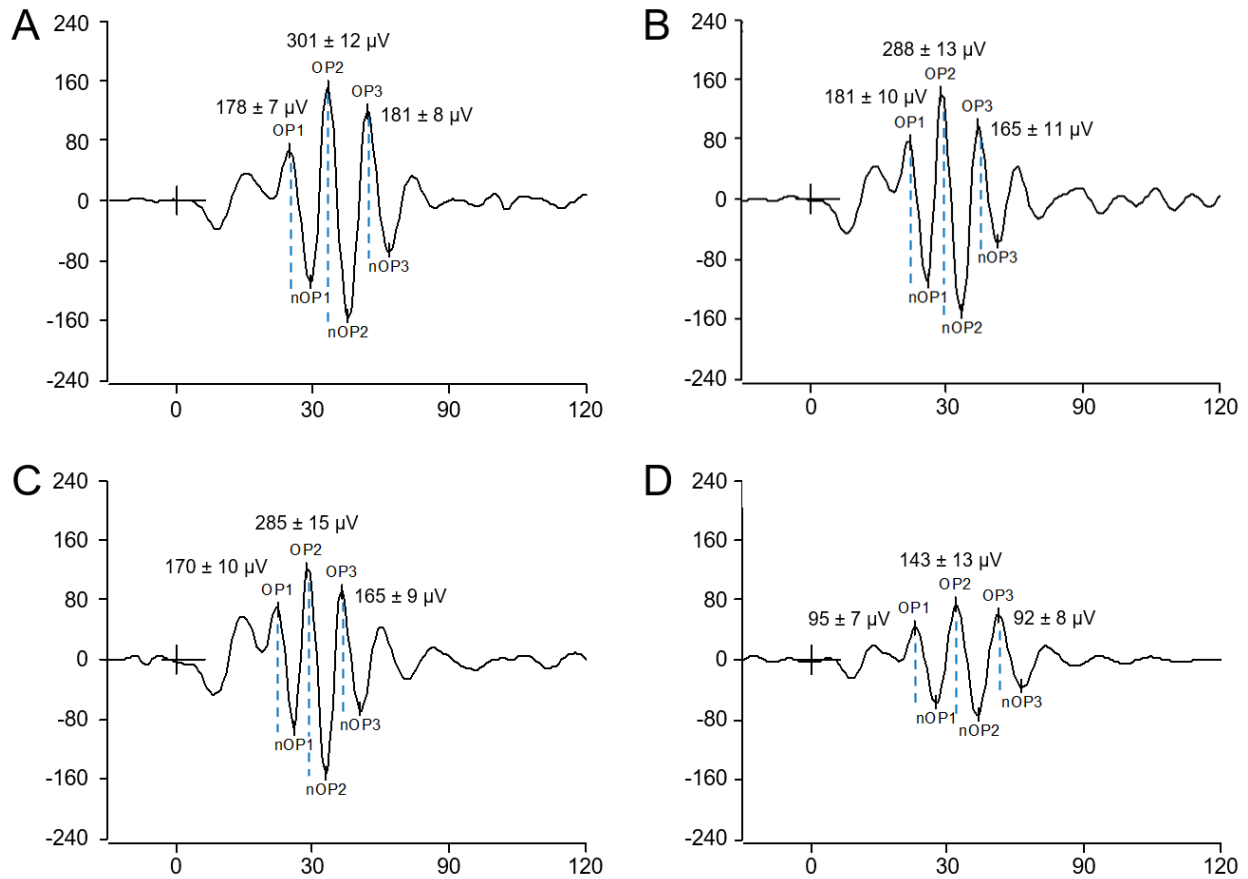 A
240
160
80
0
-80
-160
-240
301 ± 12 µV
OP2
178 ± 7 µV
OP1
OP3
181 ± 8 µV
nOP1
nOP2
nOP3
0 30 90 120
B
240
160
80
0
-80
-160
-240
288 ± 13 µV
OP2
181 ± 10 µV
OP1
OP3
165 ± 11 µV
nOP1
nOP2
nOP3
0 30 90 120
C
240
160
80
0
-80
-160
-240
285 ± 15 µV
OP2
170 ± 10 µV
OP1
OP3
165 ± 9 µV
nOP1
nOP2
nOP3
0 30 90 120
D
240
160
80
0
-80
-160
-240
143 ± 13 µV
OP2
95 ± 7 µV
OP1
OP3
92 ± 8 µV
nOP1
nOP2
nOP3
0 30 90 120